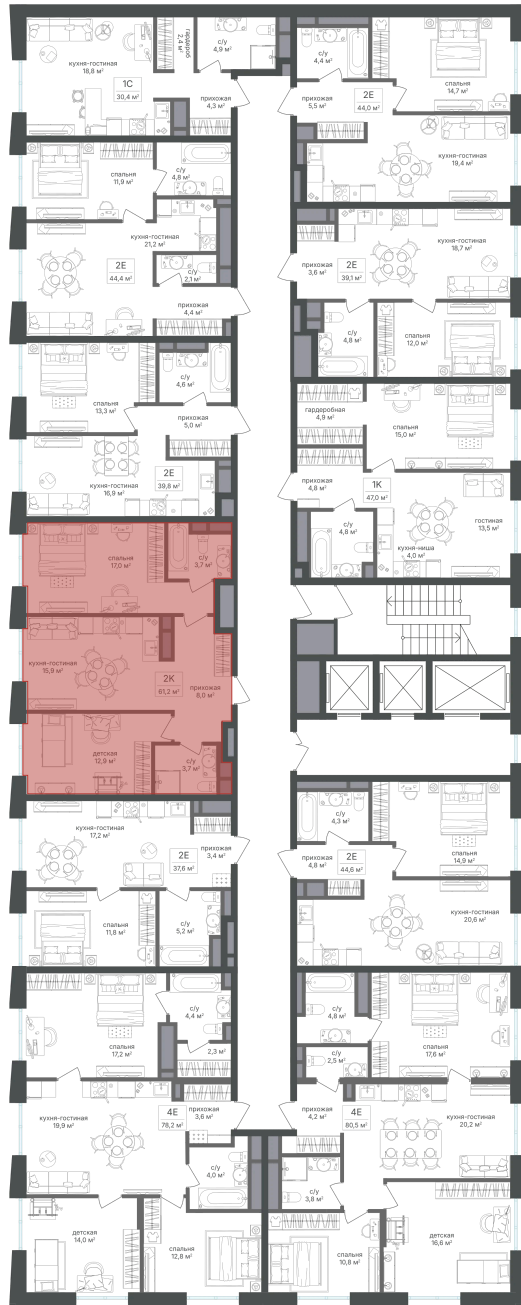 кухня-гостиная
18,8 м²
гардероб
2,4 м²
с/у
4,9 м²
1С
30,4
прихожая
4,3 м²
с/у
4,4 м²
спальня
14,7 м²
прихожая
5,5 м²
2Е
44,0 м²
кухня-гостиная
19,4 м²
спальня
11,9 м²
с/у
4,8 м²
кухня-гостиная
21,2 м²
2Е
44,4 м²
с/у
2,1 м²
прихожая
4,4 м²
кухня-гостиная
18,7 м²
прихожая
3,6 м²
2Е
39,1 м²
с/у
4,8 м²
спальня
12,0 м²
спальня
13,3 м²
с/у
4,6 м²
прихожая
5,0 м²
кухня-гостиная
16,9 м²
2Е
39,8 м²
гардеробная
4,9 м²
спальня
15,0 м²
прихожая
4,8 м²
1К
47,0 м²
с/у
4,8 м²
гостиная
13,5 м²
кухня-ниша
4,0 м²
спальня
17,0 м²
с/у
3,7 м²
кухня-гостиная
15,9 м²
2К
61,2 м²
прихожая
8,0 м²
детская
12,9 м²
с/у
3,7 м²
кухня-гостиная
17,2 м²
2Е
37,6 м²
прихожая
3,4 м²
спальня
11,8 м²
с/у
5,2 м²
с/у
4,3 м²
спальня
14,9 м²
прихожая
4,8 м²
2Е
44,6 м²
кухня-гостиная
20,6 м²
спальня
17,2 м²
с/у
4,4 м²
2,3 м²
с/у
4,8 м²
с/у
2,5 м²
спальня
17,6 м²
кухня-гостиная
19,9 м²
4Е
78,2 м²
прихожая
3,6 м²
с/у
4,0 м²
детская
14,0 м²
спальня
12,8 м²
прихожая
4,2 м²
4Е
80,5 м²
кухня-гостиная
20,2 м²
с/у
3,8 м²
спальня
10,8 м²
детская
16,6 м²